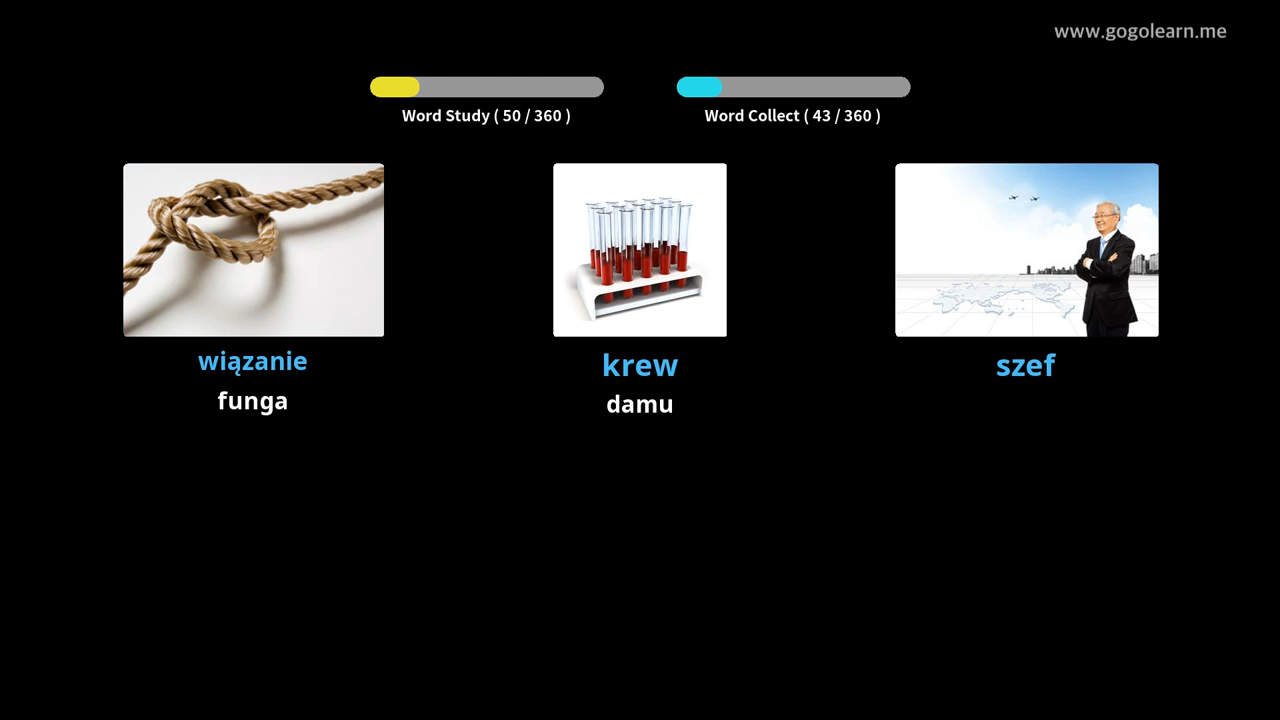 www.gogolearn.me
Word Study ( 50 / 360 )
Word Collect ( 43 / 360 )
wiązanie
funga
krew
damu
szef